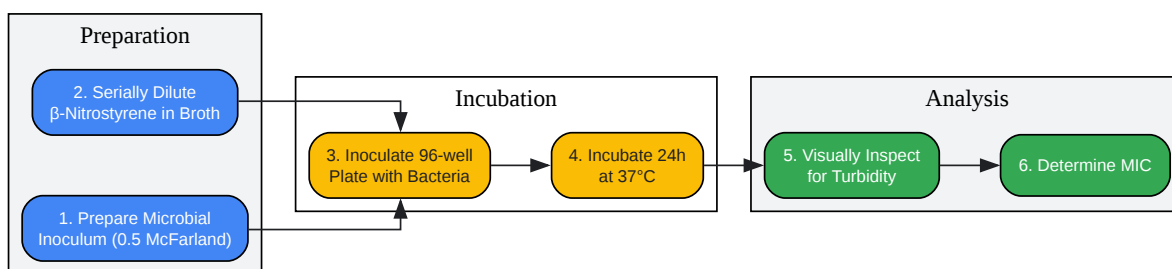 Preparation
2. Serially Dilute
β-Nitrostyrene in Broth
1. Prepare Microbial
Inoculum (0.5 McFarland)
Incubation
3. Inoculate 96-well
Plate with Bacteria
4. Incubate 24h
at 37°C
Analysis
5. Visually Inspect
for Turbidity
6. Determine MIC